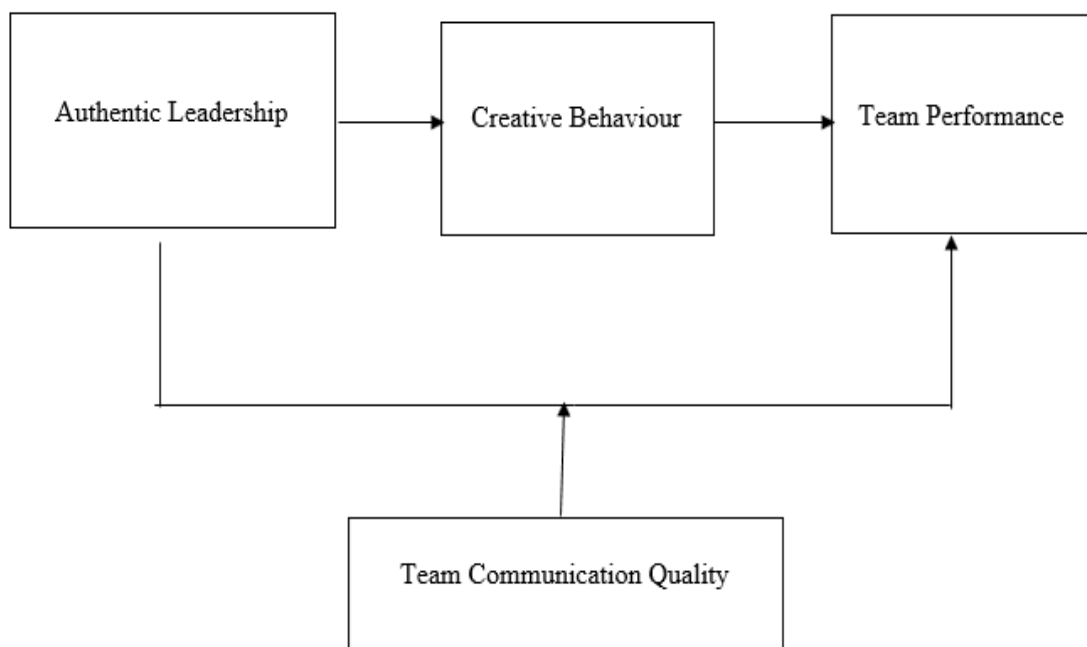 Authentic Leadership
Creative Behaviour
Team Performance
Team Communication Quality